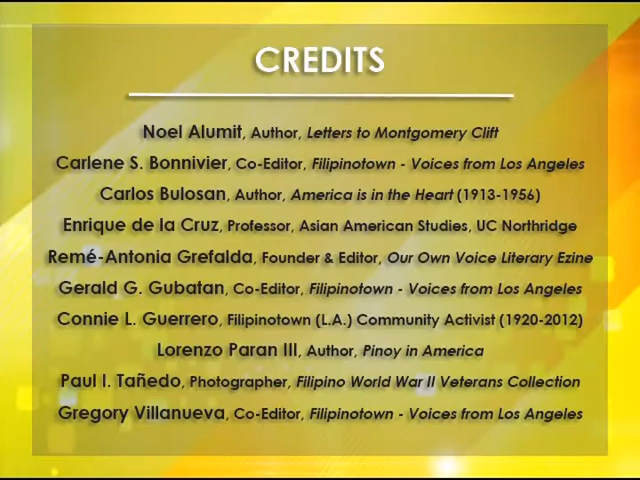 CREDITS
Noel Alumit, Author, Letters to Montgomery Clift
Carlene S. Bonnivier, Co-Editor, Filipinotown - Voices from Los Angeles
Carlos Bulosan, Author, America is in the Heart (1913-1956)
Enrique de la Cruz, Professor, Asian American Studies, UC Northridge
Remé-Antonia Grefalda, Founder & Editor, Our Own Voice Literary Ezine
Gerald G. Gubatan, Co-Editor, Filipinotown - Voices from Los Angeles
Connie L. Guerrero, Filipinotown (L.A.) Community Activist (1920-2012)
Lorenzo Paran III, Author, Pinoy in America
Paul I. Tañedo, Photographer, Filipino World War II Veterans Collection
Gregory Villanueva, Co-Editor, Filipinotown - Voices from Los Angeles